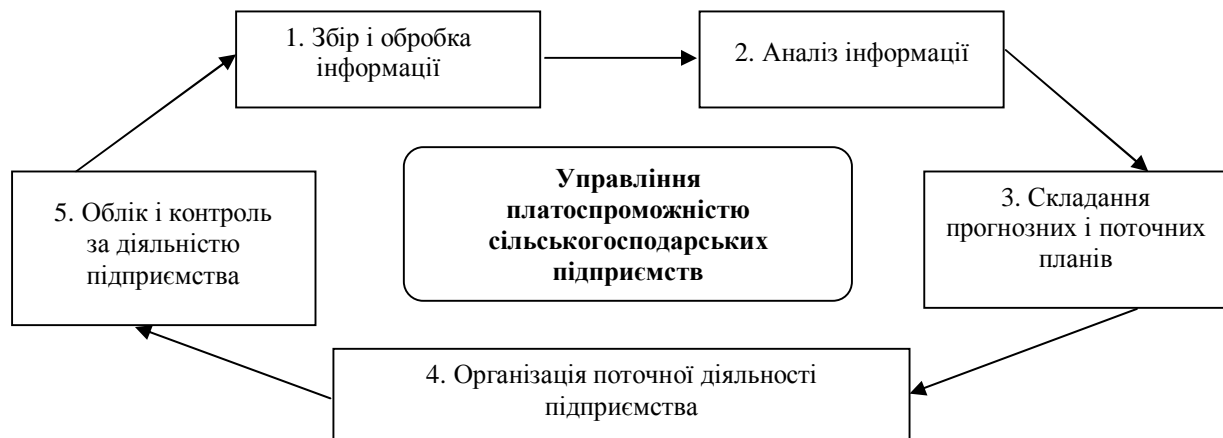 1. Збір і обробка
інформації
2. Аналіз інформації
Управління
платоспроможністю
сільськогосподарських
підприємств
3. Складання
прогнозних і поточних
планів
5. Облік і контроль
за діяльністю
підприємства
4. Організація поточної діяльності
підприємства